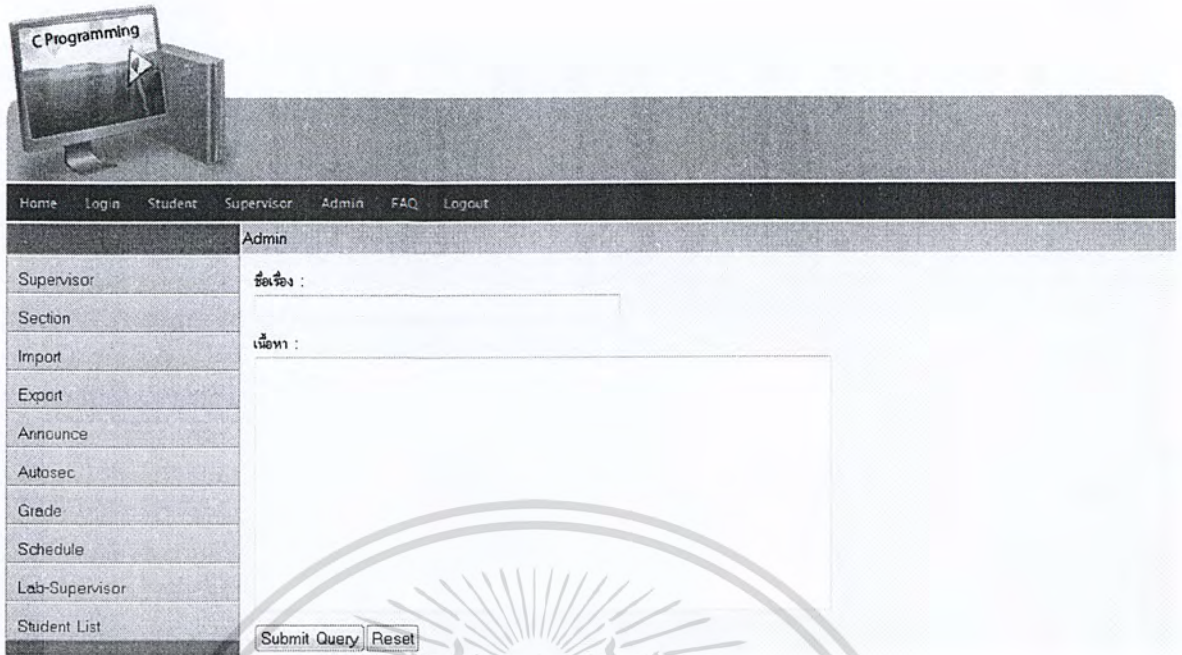 C Programming
Home Login Student Supervisor Admin FAQ Logout
Admin
Supervisor
Section
Import
Export
Announce
Autosec
Grade
Schedule
Lab-Supervisor
Student List
ชื่อเรื่อง :
เนื้อหา :
Submit Query Reset